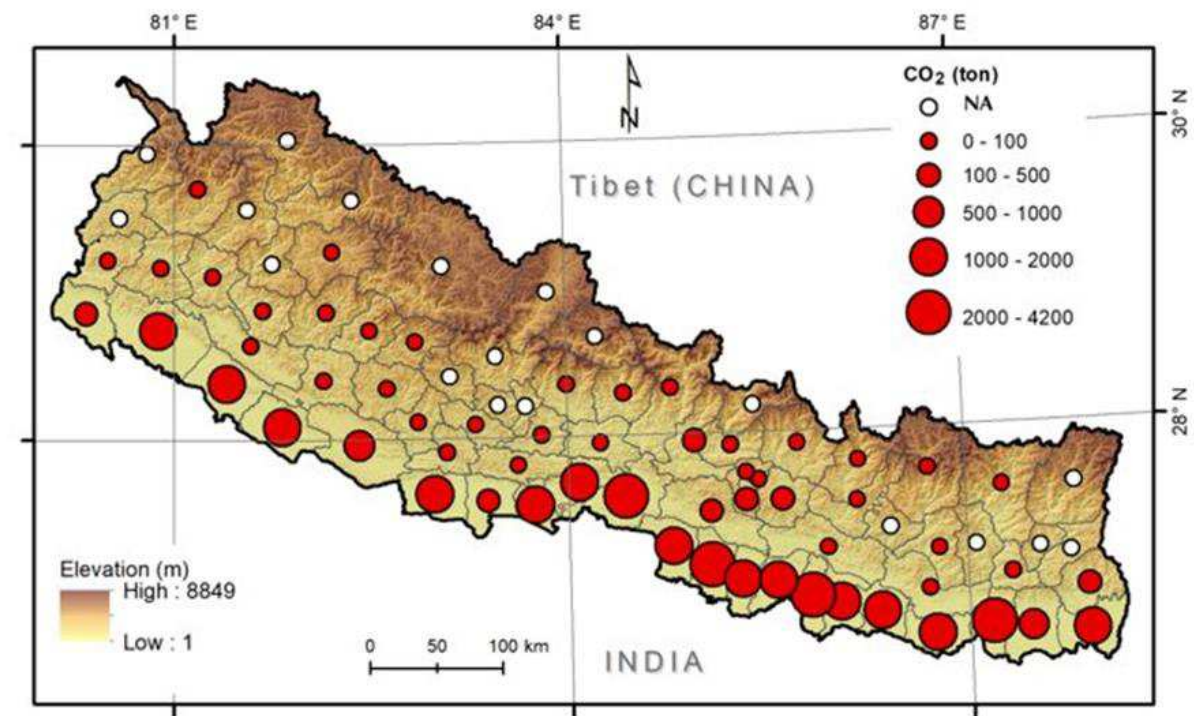 81° E
84° E
87° E
CO₂ (ton)
NA
0 - 100
100 - 500
500 - 1000
1000 - 2000
2000 - 4200
N
30° N
Tibet (CHINA)
28° N
Elevation (m)
High : 8849
Low : 1
0 50 100 km
INDIA